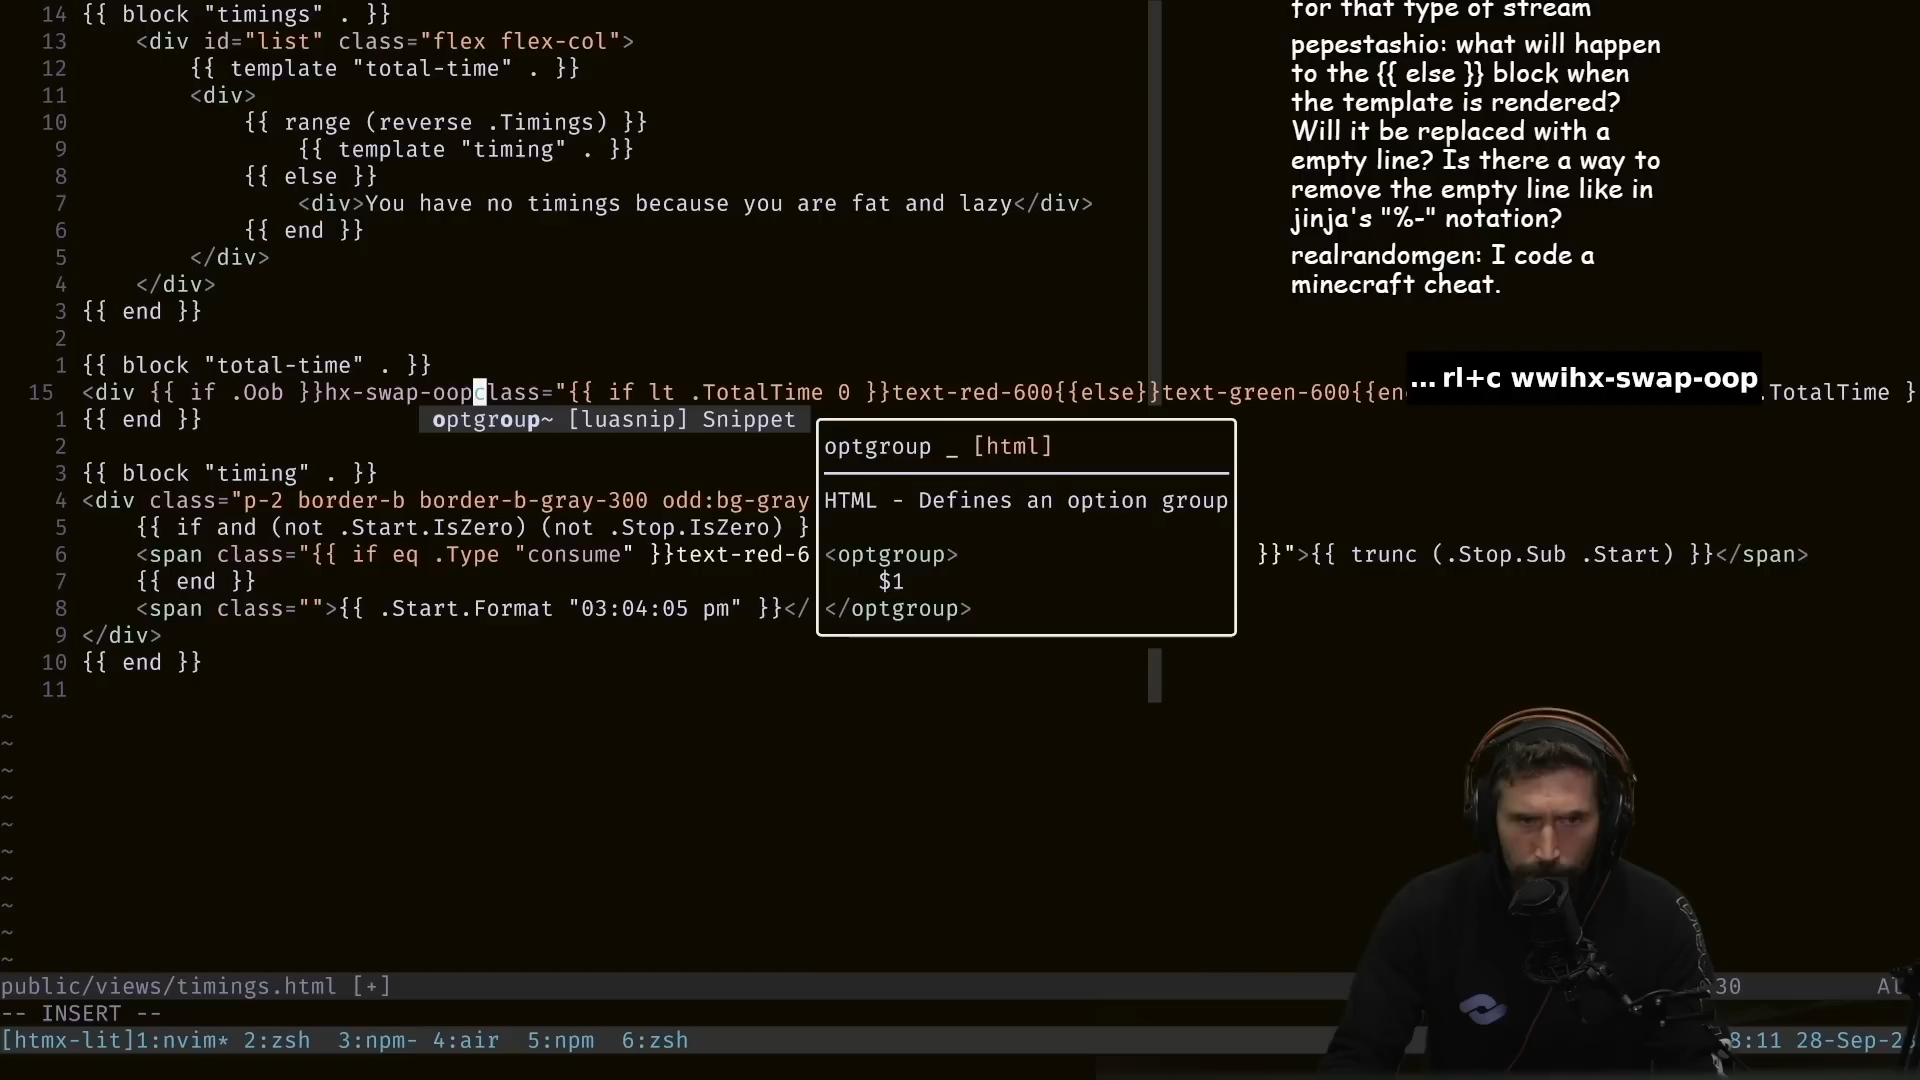 14 {{ block "timings" . }}
13 <div id="list" class="flex flex-col">
12 {{ template "total-time" . }}
11 <div>
10 {{ range (reverse .Timings) }}
9 {{ template "timing" . }}
8 {{ else }}
7 <div>You have no timings because you are fat and lazy</div>
6 {{ end }}
5 </div>
4 </div>
3 {{ end }}
2
1 {{ block "total-time" . }}
15 <div {{ if .Oob }}hx-swap-oopclass="{{ if lt .TotalTime 0 }}text-red-600{{else}}text-green-600{{en .TotalTime }
1 {{ end }}
optgroup~ [luasnip] Snippet
2
3 {{ block "timing" . }}
4 <div class="p-2 border-b border-b-gray-300 odd:bg-gray
5 {{ if and (not .Start.IsZero) (not .Stop.IsZero) }
6 <span class="{{ if eq .Type "consume" }}text-red-6 }}">{{ trunc (.Stop.Sub .Start) }}</span>
7 {{ end }}
8 <span class="">{{ .Start.Format "03:04:05 pm" }}</
9 </div>
10 {{ end }}
11
optgroup _ [html]
HTML - Defines an option group
<optgroup>
$1
</optgroup>
~
~
~
~
~
~
~
~
~
~
for that type of stream
pepestashio: what will happen
to the {{ else }} block when
the template is rendered?
Will it be replaced with a
empty line? Is there a way to
remove the empty line like in
jinja's "%-" notation?
realrandomgen: I code a
minecraft cheat.
... rl+c wwihx-swap-oop
public/views/timings.html [+] 30 Al
-- INSERT --
[htmx-lit]1:nvim* 2:zsh 3:npm- 4:air 5:npm 6:zsh 8:11 28-Sep-2